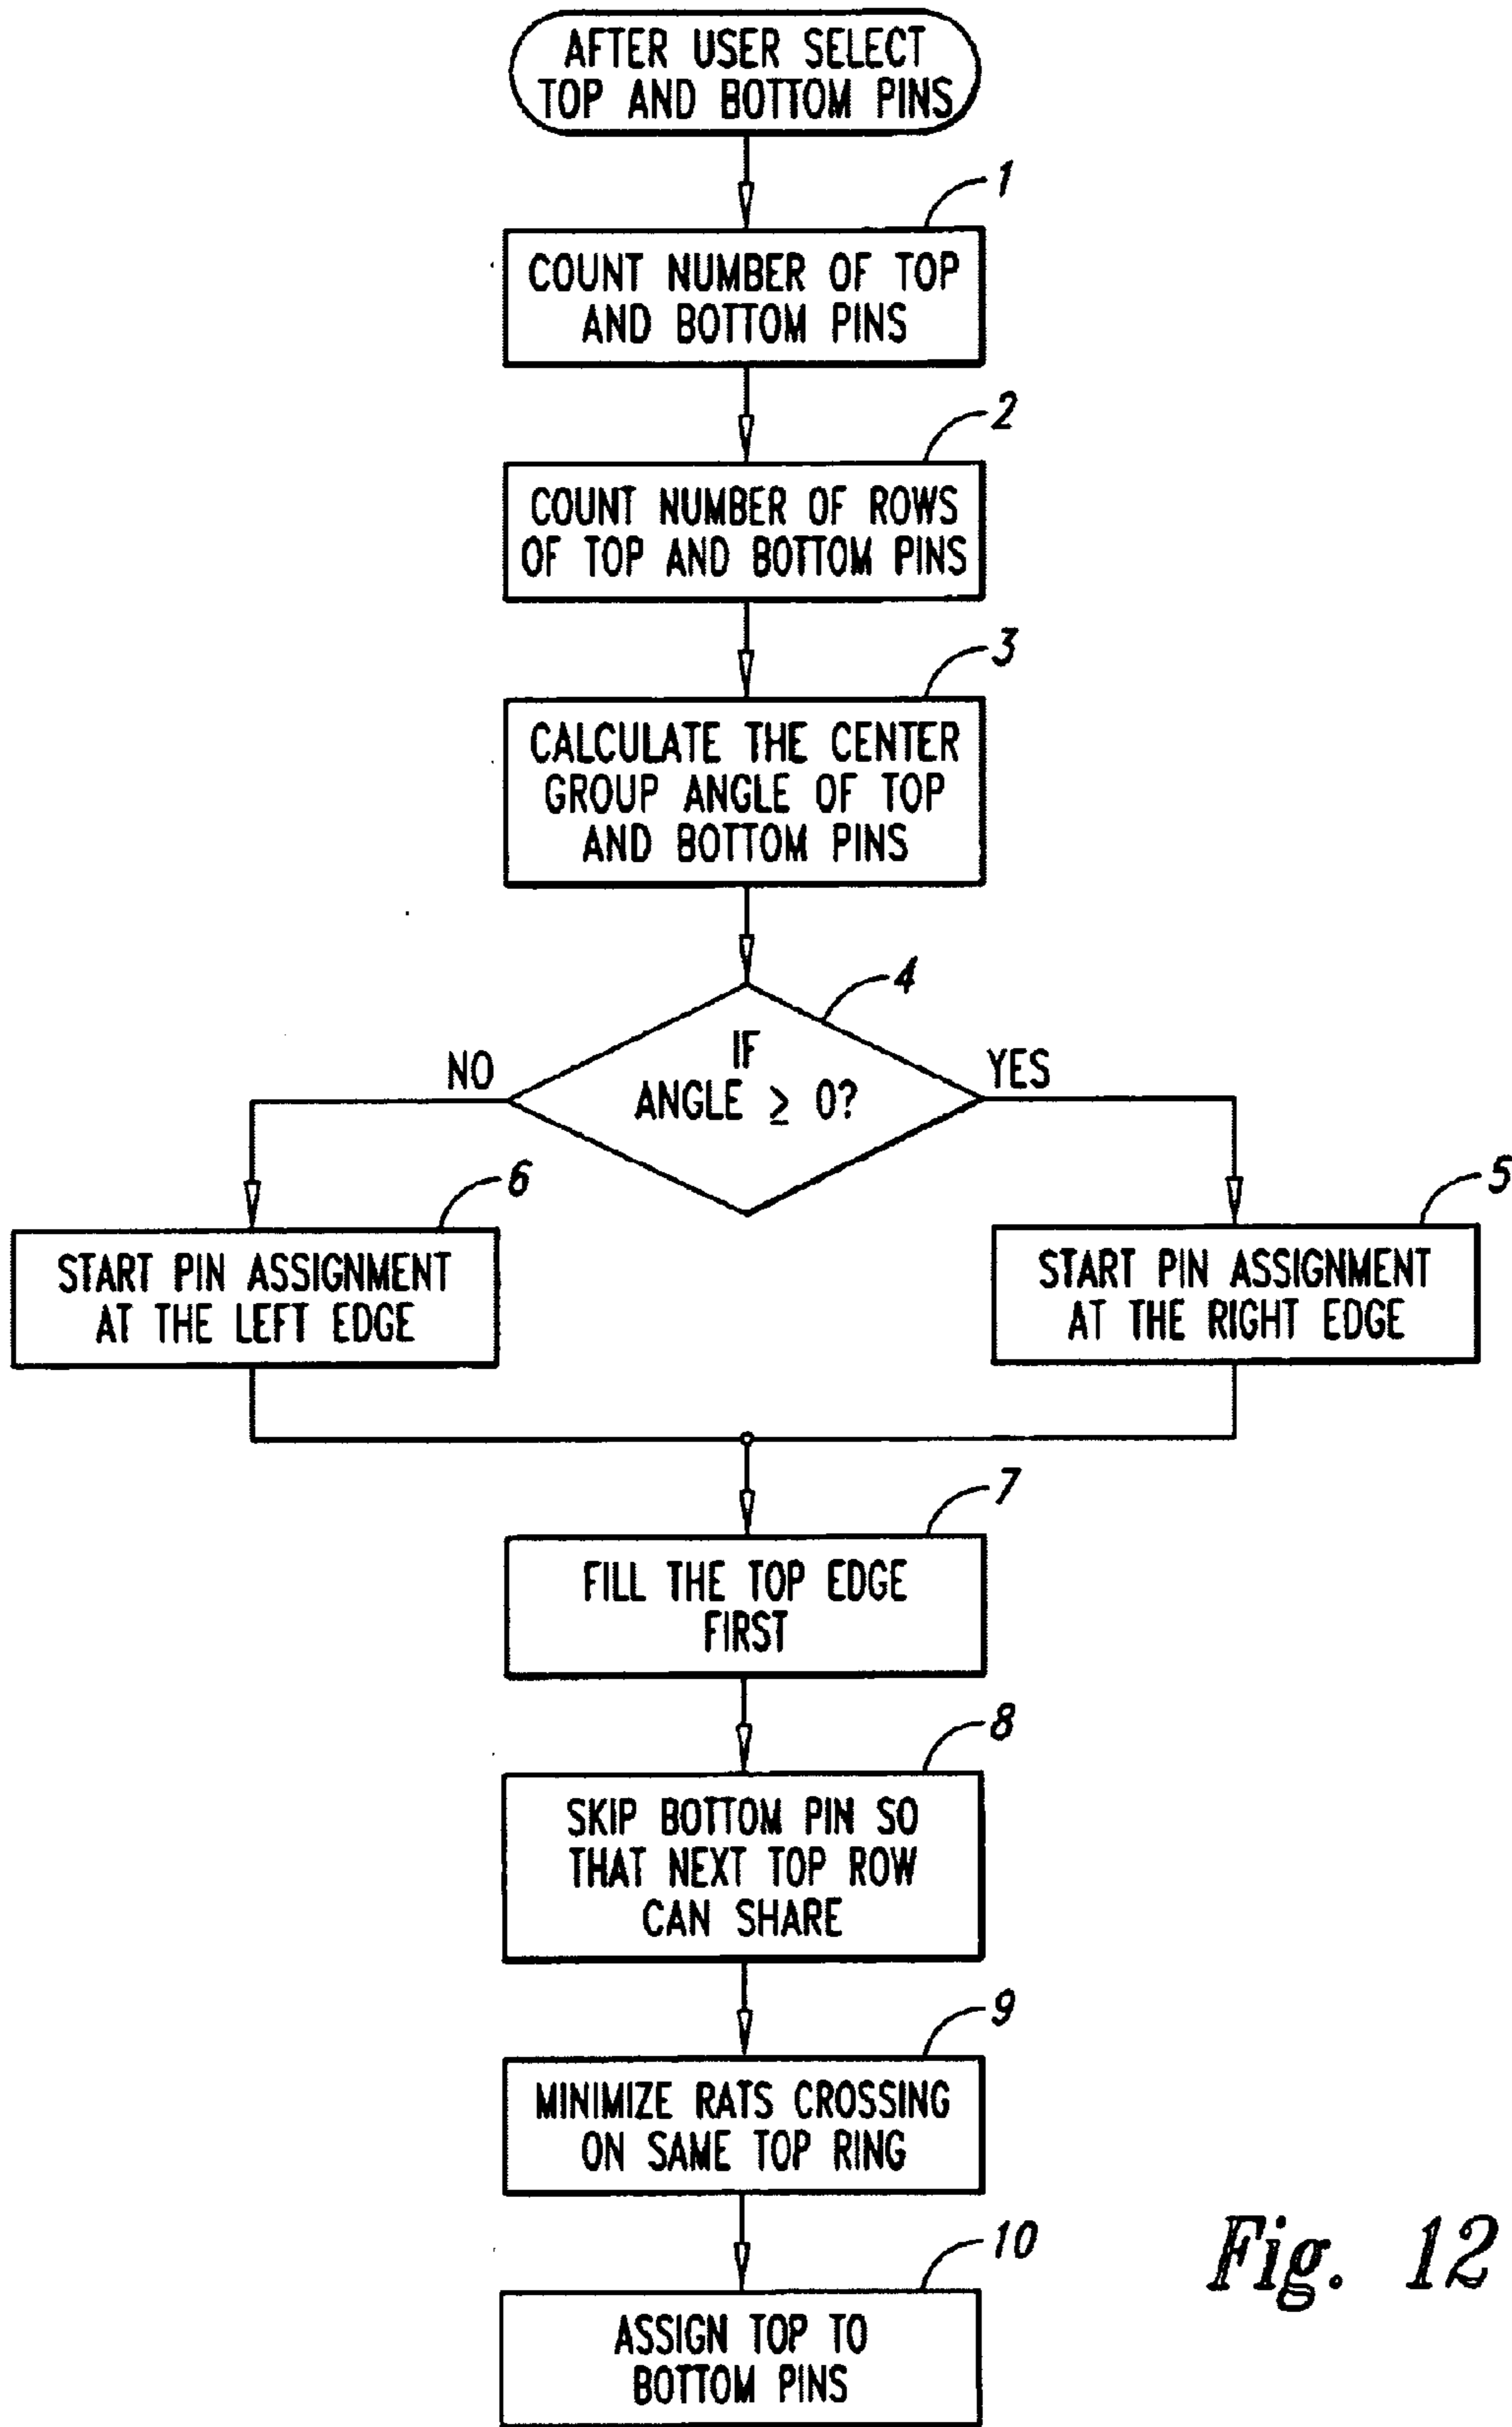 AFTER USER SELECT
TOP AND BOTTOM PINS
1
COUNT NUMBER OF TOP
AND BOTTOM PINS
2
COUNT NUMBER OF ROWS
OF TOP AND BOTTOM PINS
3
CALCULATE THE CENTER
GROUP ANGLE OF TOP
AND BOTTOM PINS
4
IF
ANGLE ≥ 0?
NO
YES
6
START PIN ASSIGNMENT
AT THE LEFT EDGE
5
START PIN ASSIGNMENT
AT THE RIGHT EDGE
7
FILL THE TOP EDGE
FIRST
8
SKIP BOTTOM PIN SO
THAT NEXT TOP ROW
CAN SHARE
9
MINIMIZE RATS CROSSING
ON SAME TOP RING
10
ASSIGN TOP TO
BOTTOM PINS
Fig. 12